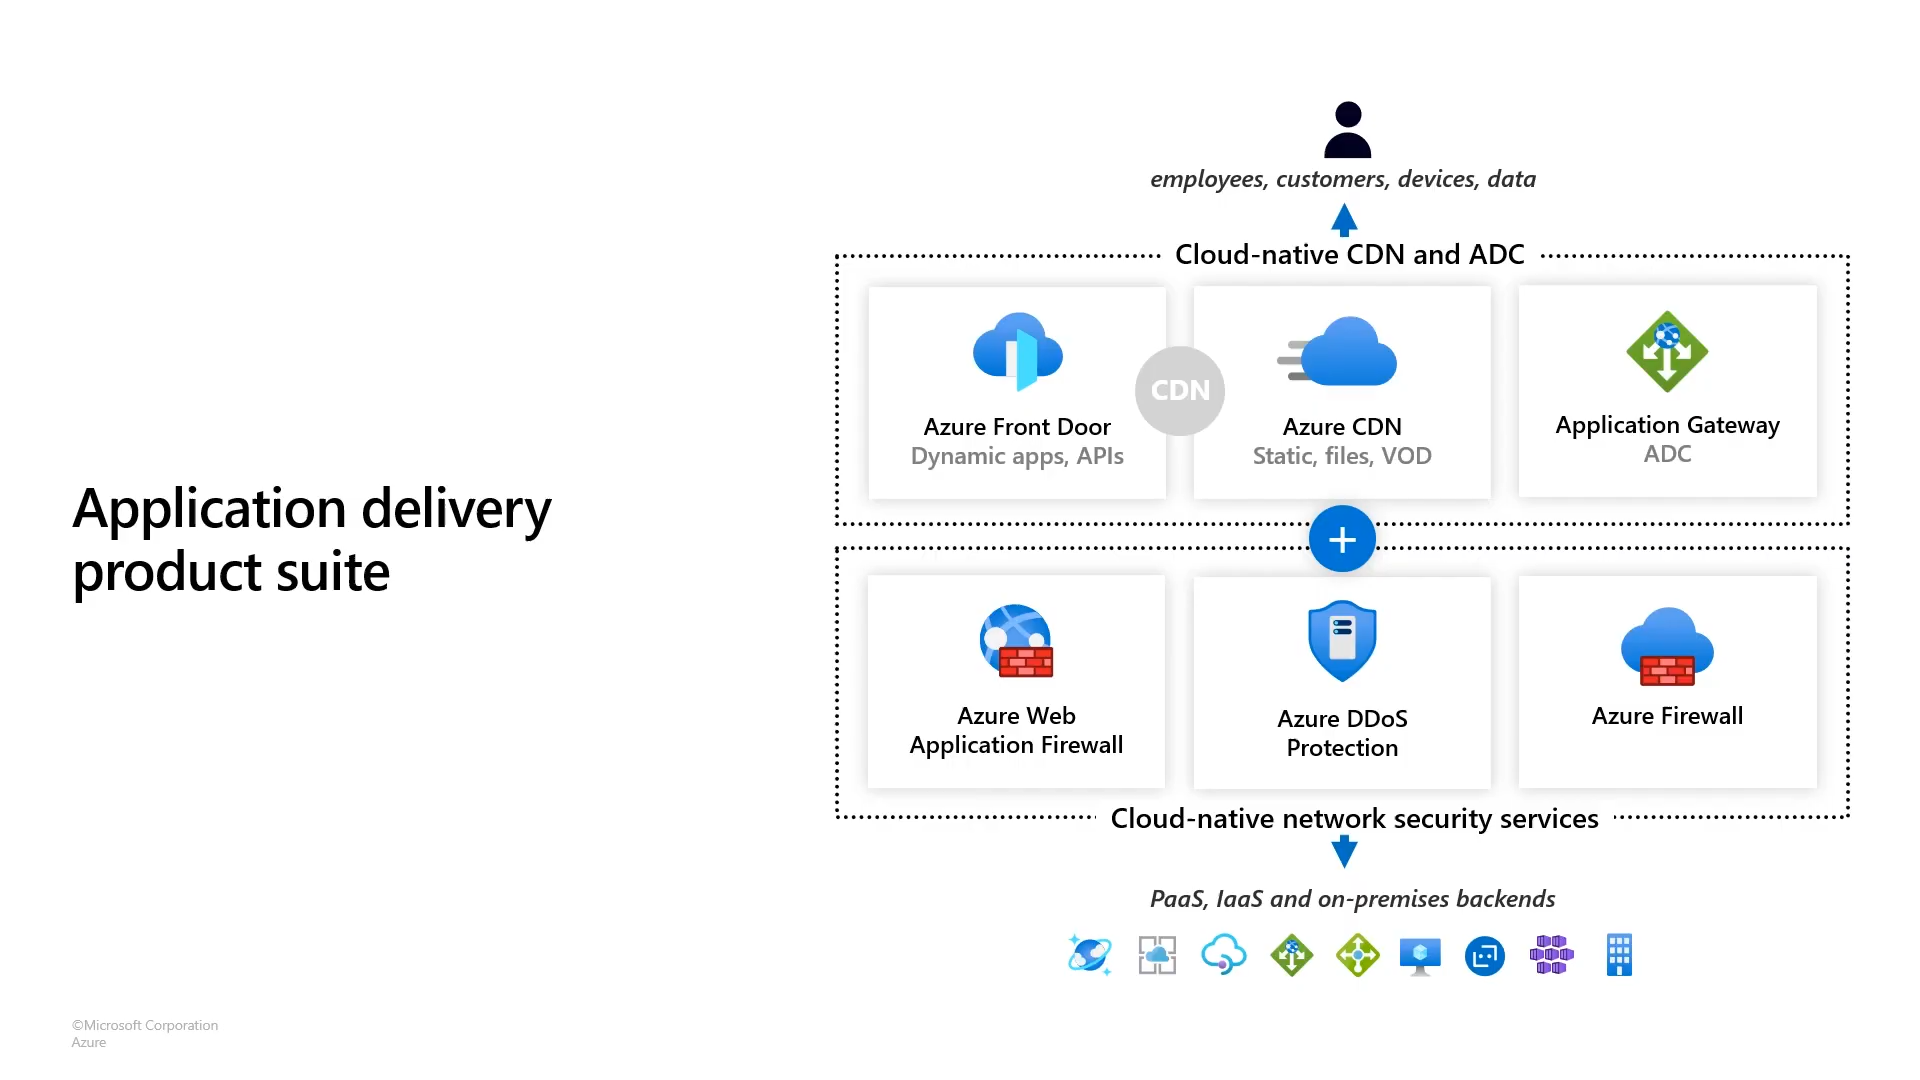 Application delivery
product suite
employees, customers, devices, data
Cloud-native CDN and ADC
Azure Front Door
Dynamic apps, APIs
CDN
Azure CDN
Static, files, VOD
Application Gateway
ADC
+
Azure Web
Application Firewall
Azure DDoS
Protection
Azure Firewall
Cloud-native network security services
PaaS, IaaS and on-premises backends
©Microsoft Corporation
Azure